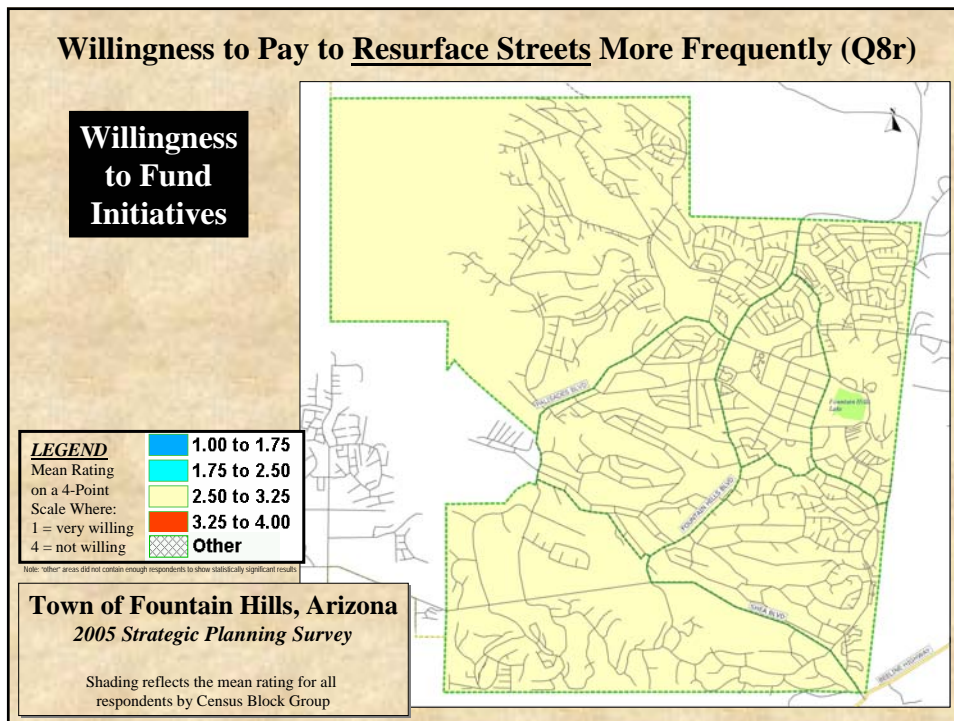 Willingness to Pay to Resurface Streets More Frequently (Q8r)
Willingness
to Fund
Initiatives
PALISADES BLVD
Fountain Hills
Lake
FOUNTAIN HILLS BLVD
SHEA BLVD
BEELINE HIGHWAY
LEGEND
Mean Rating
on a 4-Point
Scale Where:
1 = very willing
4 = not willing
1.00 to 1.75
1.75 to 2.50
2.50 to 3.25
3.25 to 4.00
Other
Note: "other" areas did not contain enough respondents to show statistically significant results.
Town of Fountain Hills, Arizona
2005 Strategic Planning Survey
Shading reflects the mean rating for all
respondents by Census Block Group